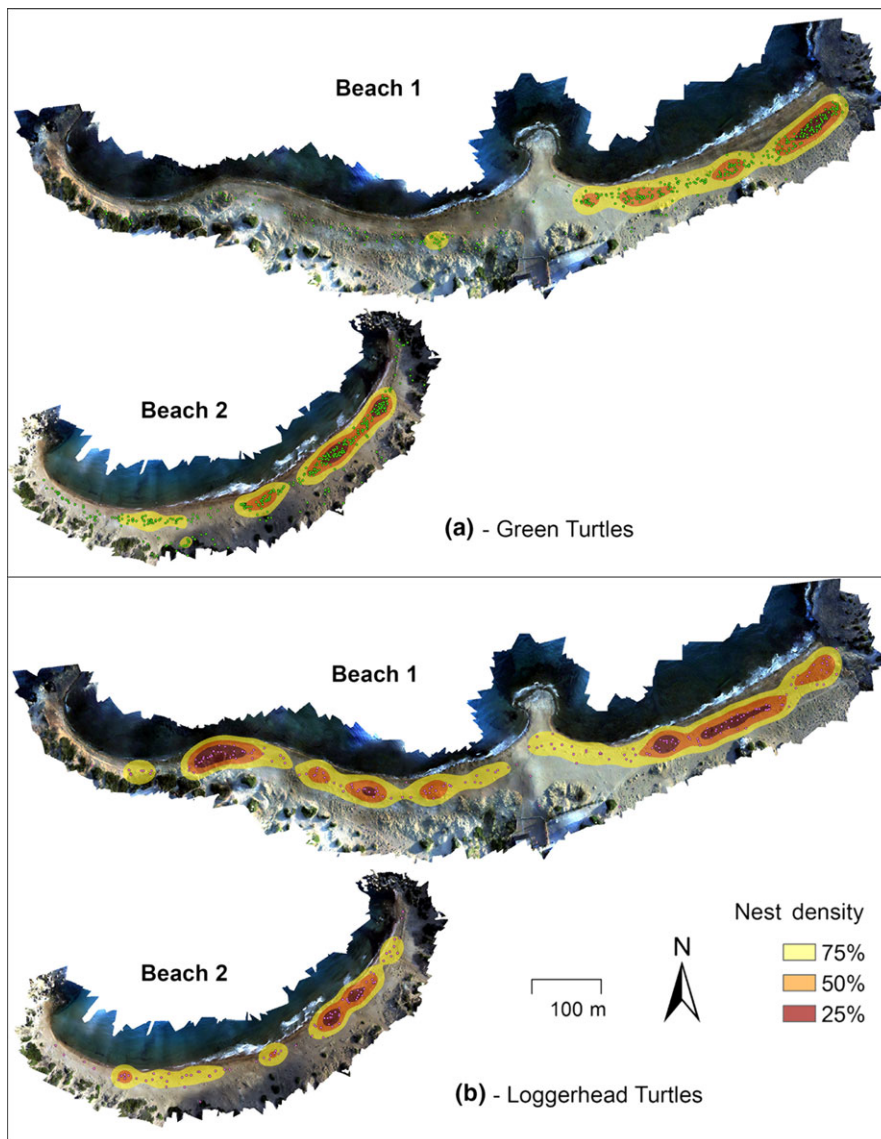 Beach 1
Beach 2
(a) - Green Turtles
Beach 1
Nest density
75%
50%
25%
N
100 m
Beach 2
(b) - Loggerhead Turtles